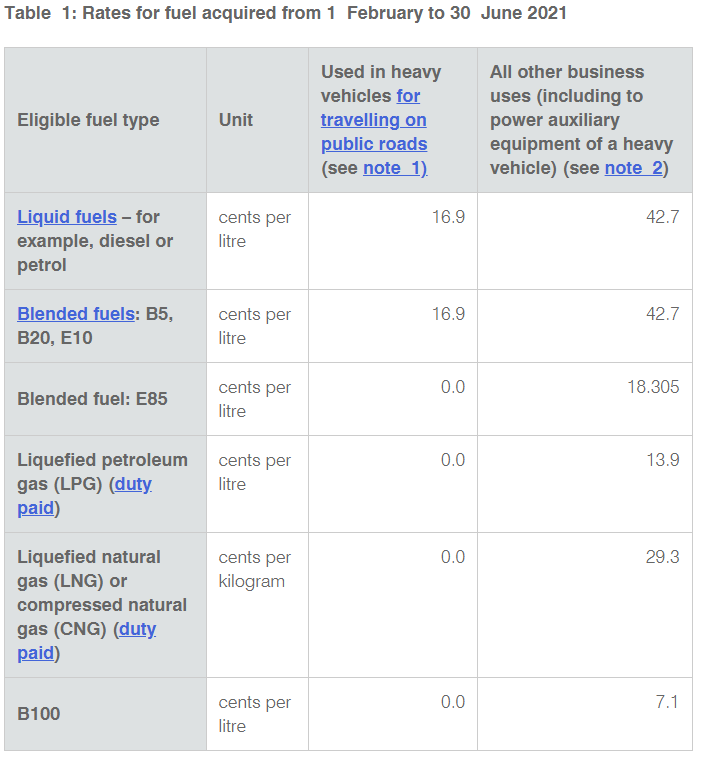 Table 1: Rates for fuel acquired from 1 February to 30 June 2021
Eligible fuel type
Unit
Used in heavy
vehicles for
travelling on
public roads
(see note 1)
All other business
uses (including to
power auxiliary
equipment of a heavy
vehicle) (see note 2)
Liquid fuels – for
example, diesel or
petrol
cents per
litre
16.9
42.7
Blended fuels: B5,
B20, E10
cents per
litre
16.9
42.7
Blended fuel: E85
cents per
litre
0.0
18.305
Liquefied petroleum
gas (LPG) (duty
paid)
cents per
litre
0.0
13.9
Liquefied natural
gas (LNG) or
compressed natural
gas (CNG) (duty
paid)
cents per
kilogram
0.0
29.3
B100
cents per
litre
0.0
7.1